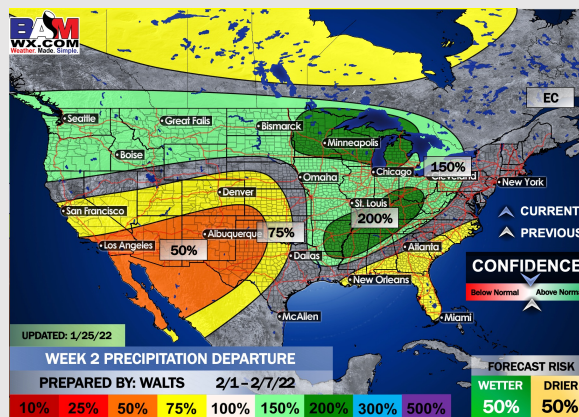 BAM
WX.COM
Weather. Made. Simple.
EC
Seattle
Great Falls
Bismarck
Minneapolis
Boise
Chicago
150%
Cleveland
Omaha
New York
Denver
St. Louis
200%
San Francisco
CURRENT
Albuquerque
75%
PREVIOUS
Los Angeles
50%
Dallas
Atlanta
CONFIDENCE
New Orleans
Below Normal
Above Norm
McAllen
Miami
UPDATED: 1/25/22
WEEK 2 PRECIPITATION DEPARTURE
PREPARED BY: WALTS 2/1 – 2/7/22
FORECAST RISK
WETTER DRIER
50% 50%
10% 25% 50% 75% 100% 150% 200% 300% 500%